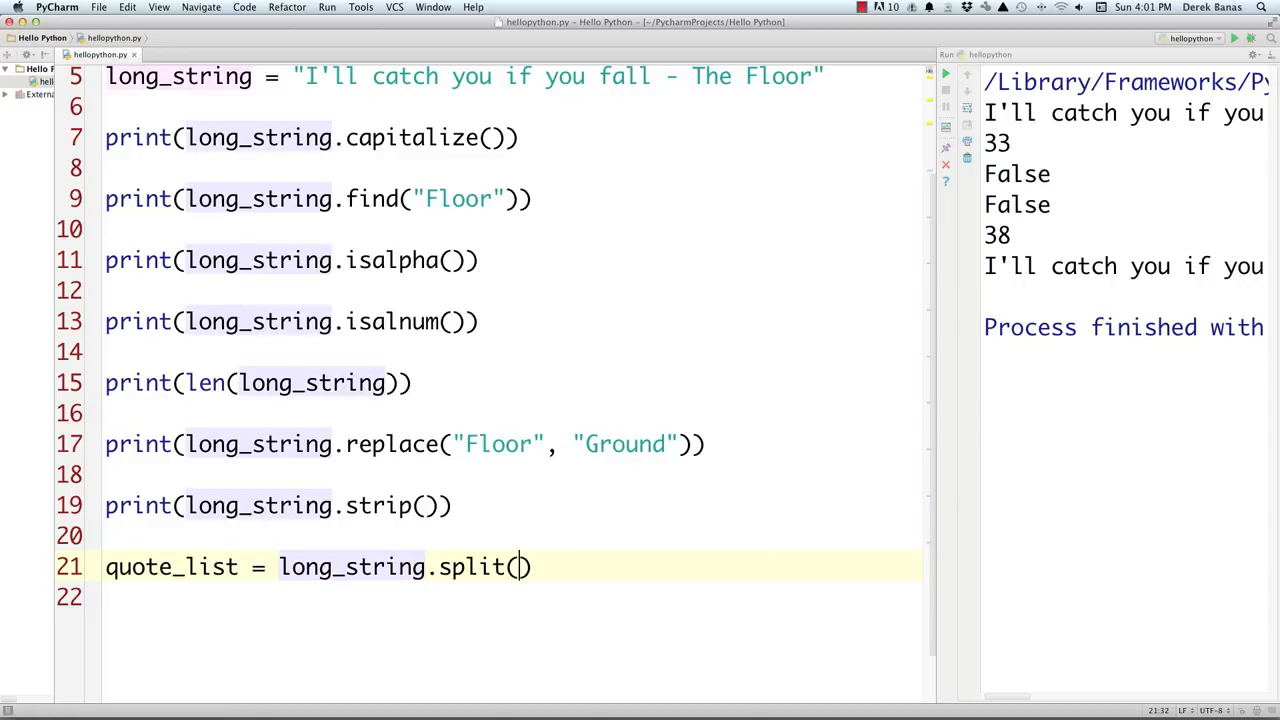 PyCharm File Edit View Navigate Code Refactor Run Tools VCS Window Help 10 Sun 4:01 PM Derek Banas
hellopython.py - Hello Python - [~/PycharmProjects/Hello Python]
Hello Python hellopython.py hellopython
hellopython.py × Run hellopython
Hello P
hell
Externa
5 long_string = "I'll catch you if you fall - The Floor"
6
7 print(long_string.capitalize())
8
9 print(long_string.find("Floor"))
10
11 print(long_string.isalpha())
12
13 print(long_string.isalnum())
14
15 print(len(long_string))
16
17 print(long_string.replace("Floor", "Ground"))
18
19 print(long_string.strip())
20
21 quote_list = long_string.split()
22
/Library/Frameworks/Py
I'll catch you if you
33
False
False
38
I'll catch you if you
Process finished with
21:32 LF UTF-8